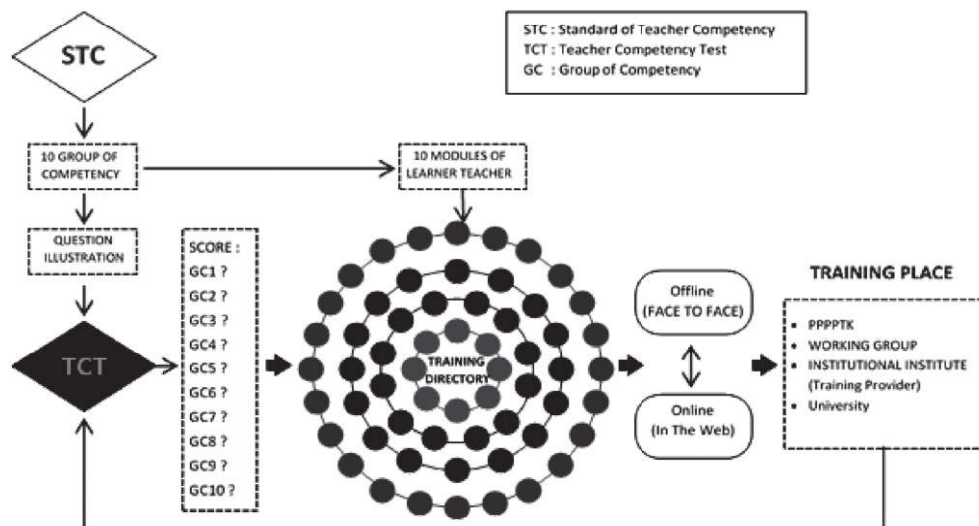 STC
STC : Standard of Teacher Competency
TCT : Teacher Competency Test
GC : Group of Competency
10 GROUP OF
COMPETENCY
10 MODULES OF
LEARNER TEACHER
QUESTION
ILLUSTRATION
TCT
SCORE :
GC1 ?
GC2 ?
GC3 ?
GC4 ?
GC5 ?
GC6 ?
GC7 ?
GC8 ?
GC9 ?
GC10 ?
TRAINING
DIRECTORY
Offline
(FACE TO FACE)
Online
(In The Web)
TRAINING PLACE
• PPPPTK
• WORKING GROUP
• INSTITUTIONAL INSTITUTE
(Training Provider)
• University